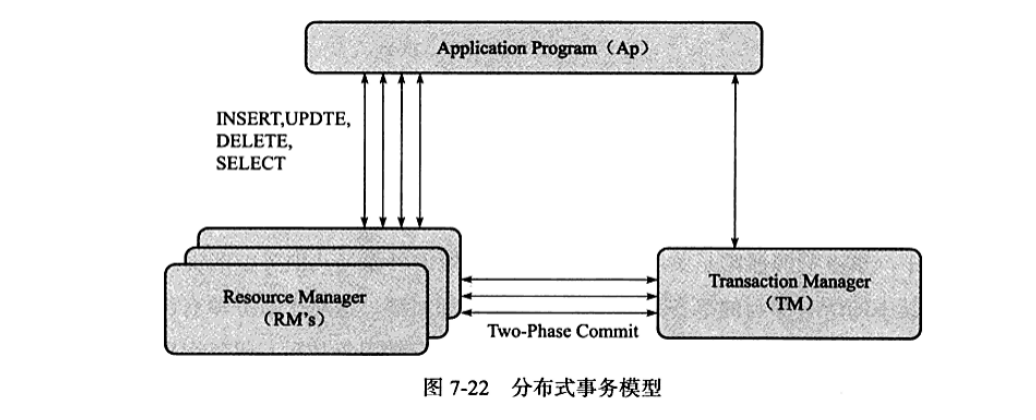 Application Program（Ap）
INSERT,UPDTE,
DELETE,
SELECT
Resource Manager
（RM's）
Transaction Manager
（TM）
Two-Phase Commit
图 7-22 分布式事务模型